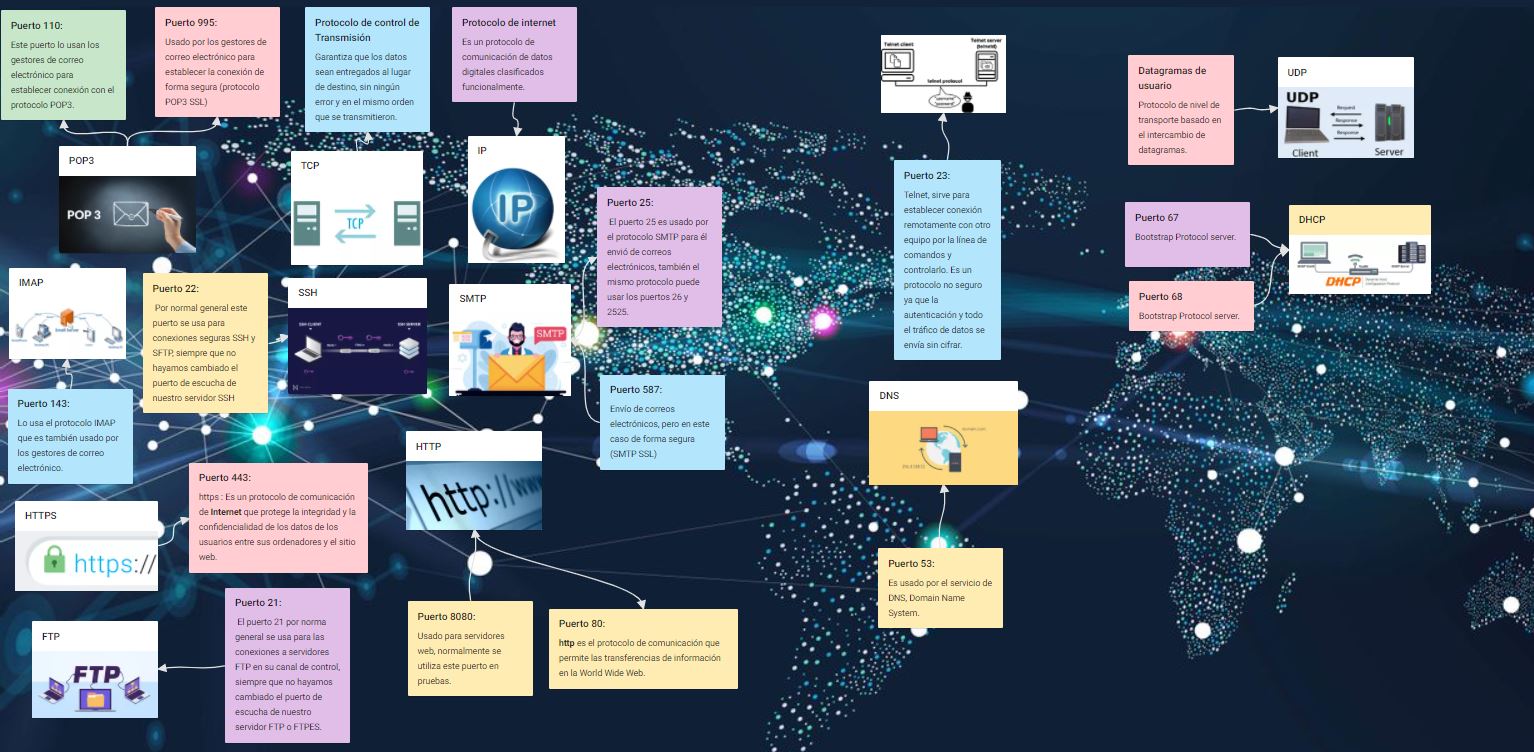 Puerto 110:
Este puerto lo usan los
gestores de correo
electrónico para
establecer conexión con el
protocolo POP3.
Puerto 995:
Usado por los gestores de
correo electrónico para
establecer la conexión de
forma segura (protocolo
POP3 SSL)
Protocolo de control de
Transmisión
Garantiza que los datos
sean entregados al lugar
de destino, sin ningún
error y en el mismo orden
que se transmitieron.
Protocolo de internet
Es un protocolo de
comunicación de datos
digitales clasificados
funcionalmente.
Telnet client
Telnet server
(telnetd)
telnet protocol
"username"
"password"
Datagramas de
usuario
Protocolo de nivel de
transporte basado en
el intercambio de
datagramas.
UDP
UDP
Request
Response
Response
Client
Server
POP3
POP 3
TCP
TCP
IP
IP
Puerto 25:
El puerto 25 es usado por
el protocolo SMTP para él
envió de correos
electrónicos, también el
mismo protocolo puede
usar los puertos 26 y
2525.
Puerto 23:
Telnet, sirve para
establecer conexión
remotamente con otro
equipo por la línea de
comandos y
controlarlo. Es un
protocolo no seguro
ya que la
autenticación y todo
el tráfico de datos se
envía sin cifrar.
Puerto 67
Bootstrap Protocol server.
Puerto 68
Bootstrap Protocol server.
DHCP
DHCP
IMAP
Email Server
Puerto 22:
Por normal general este
puerto se usa para
conexiones seguras SSH y
SFTP, siempre que no
hayamos cambiado el
puerto de escucha de
nuestro servidor SSH
SSH
SSH CLIENT
SSH SERVER
SMTP
SMTP
Puerto 143:
Lo usa el protocolo IMAP
que es también usado por
los gestores de correo
electrónico.
Puerto 587:
Envío de correos
electrónicos, pero en este
caso de forma segura
(SMTP SSL)
DNS
domain.com
HTTP
http://www
Puerto 443:
https : Es un protocolo de comunicación
de Internet que protege la integridad y la
confidencialidad de los datos de los
usuarios entre sus ordenadores y el sitio
web.
HTTPS
https://
Puerto 53:
Es usado por el servicio de
DNS, Domain Name
System.
Puerto 21:
El puerto 21 por norma
general se usa para las
conexiones a servidores
FTP en su canal de control,
siempre que no hayamos
cambiado el puerto de
escucha de nuestro
servidor FTP o FTPES.
FTP
FTP
Puerto 8080:
Usado para servidores
web, normalmente se
utiliza este puerto en
pruebas.
Puerto 80:
http es el protocolo de comunicación que
permite las transferencias de información
en la World Wide Web.